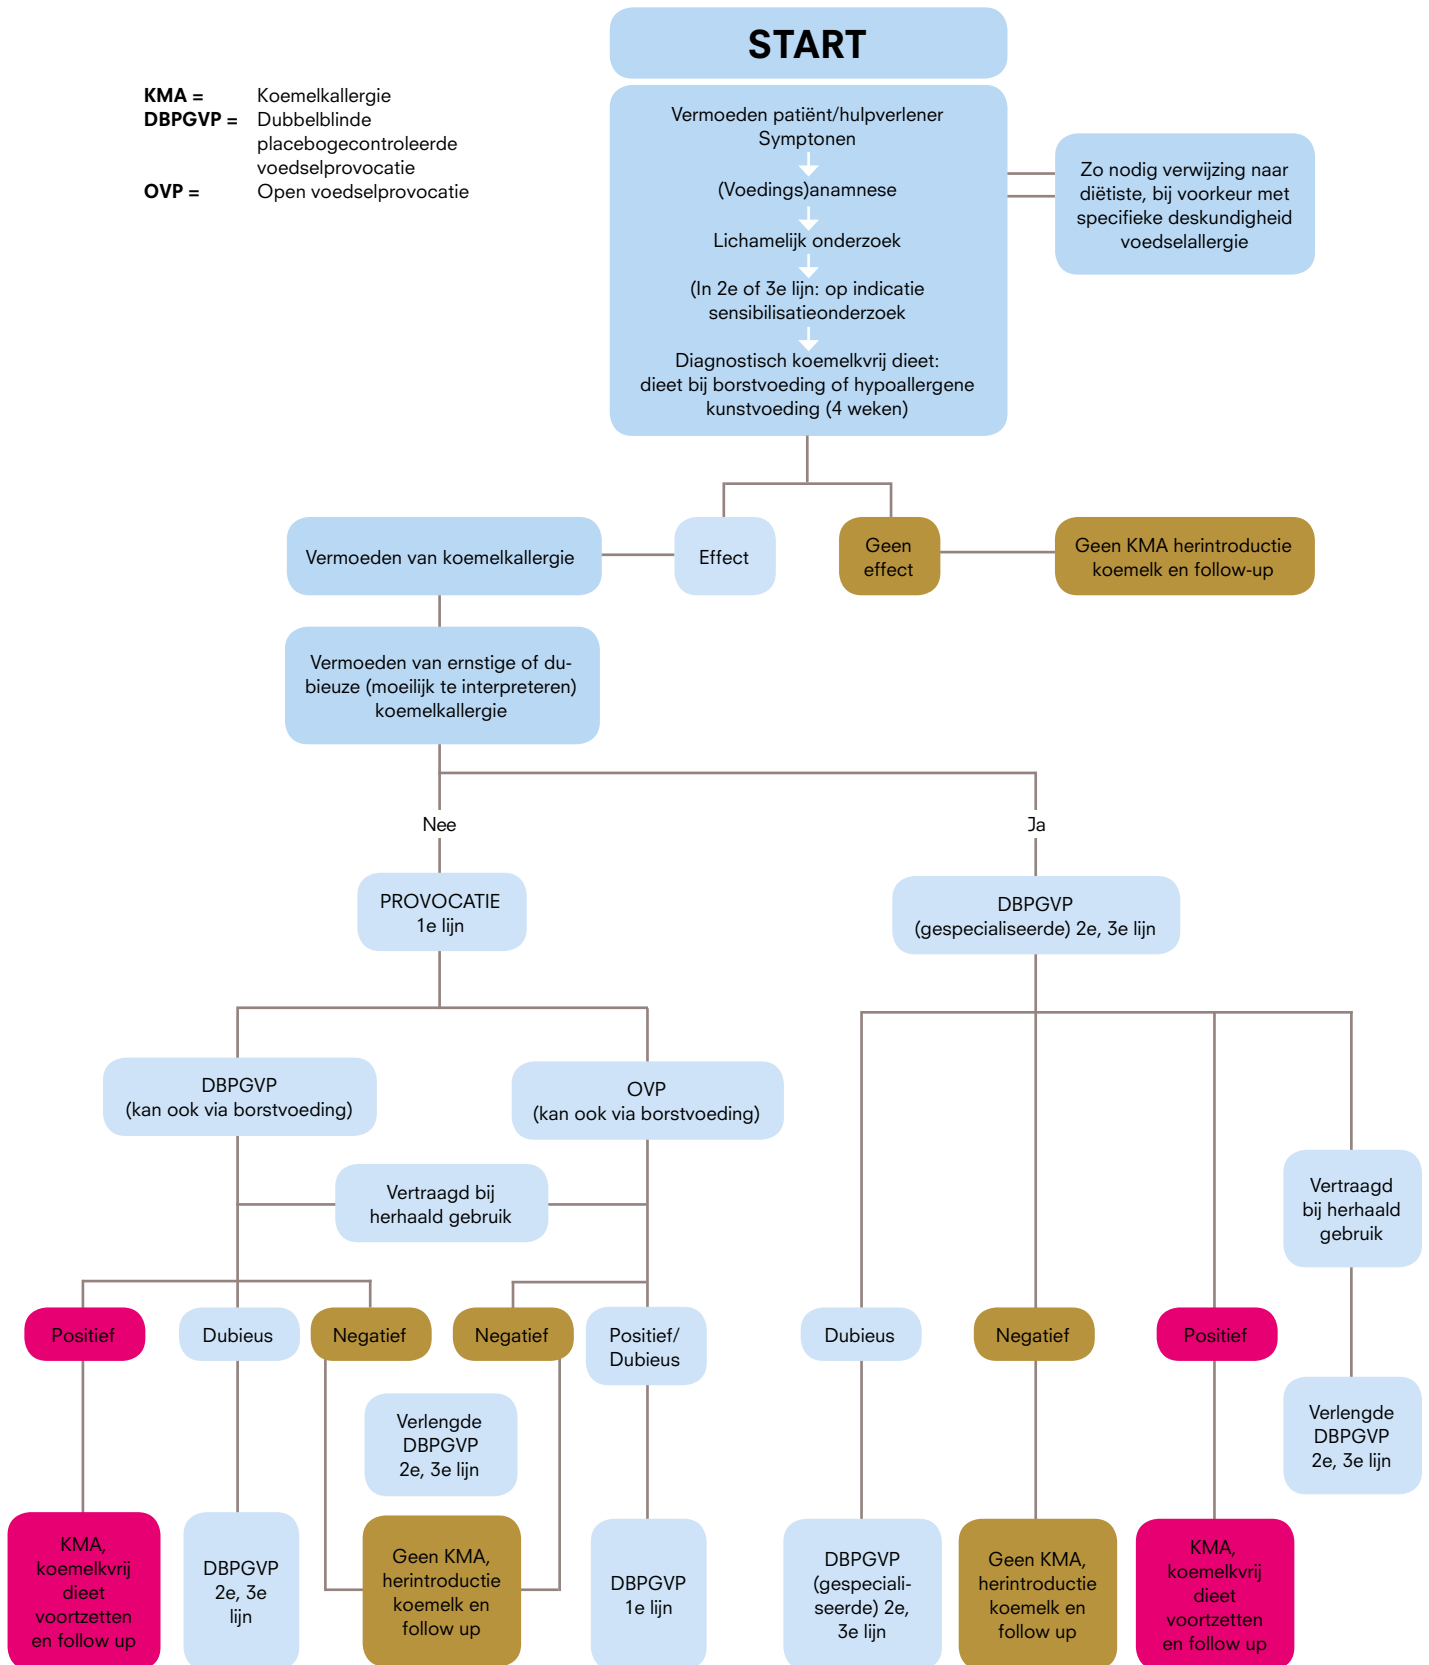 START
KMA = Koemelkallergie
DBPGVP = Dubbelblinde
placebogecontroleerde
voedselprovocatie
OVP = Open voedselprovocatie
Vermoeden patiënt/hulpverlener
Symptonen
(Voedings)anamnese
Lichamelijk onderzoek
(In 2e of 3e lijn: op indicatie
sensibilisatieonderzoek
Diagnostisch koemelkvrij dieet:
dieet bij borstvoeding of hypoallergene
kunstvoeding (4 weken)
Zo nodig verwijzing naar
diëtiste, bij voorkeur met
specifieke deskundigheid
voedselallergie
Vermoeden van koemelkallergie
Effect
Geen
effect
Geen KMA herintroductie
koemelk en follow-up
Vermoeden van ernstige of du-
bieuze (moeilijk te interpreteren)
koemelkallergie
Nee
Ja
PROVOCATIE
1e lijn
DBPGVP
(gespecialiseerde) 2e, 3e lijn
DBPGVP
(kan ook via borstvoeding)
OVP
(kan ook via borstvoeding)
Vertraagd bij
herhaald gebruik
Vertraagd
bij herhaald
gebruik
Positief
Dubieus
Negatief
Negatief
Positief/
Dubieus
Dubieus
Negatief
Positief
Verlengde
DBPGVP
2e, 3e lijn
Verlengde
DBPGVP
2e, 3e lijn
KMA,
koemelkvrij
dieet
voortzetten
en follow up
DBPGVP
2e, 3e
lijn
Geen KMA,
herintroductie
koemelk en
follow up
DBPGVP
1e lijn
DBPGVP
(gespeciali-
seerde) 2e,
3e lijn
Geen KMA,
herintroductie
koemelk en
follow up
KMA,
koemelkvrij
dieet
voortzetten
en follow up